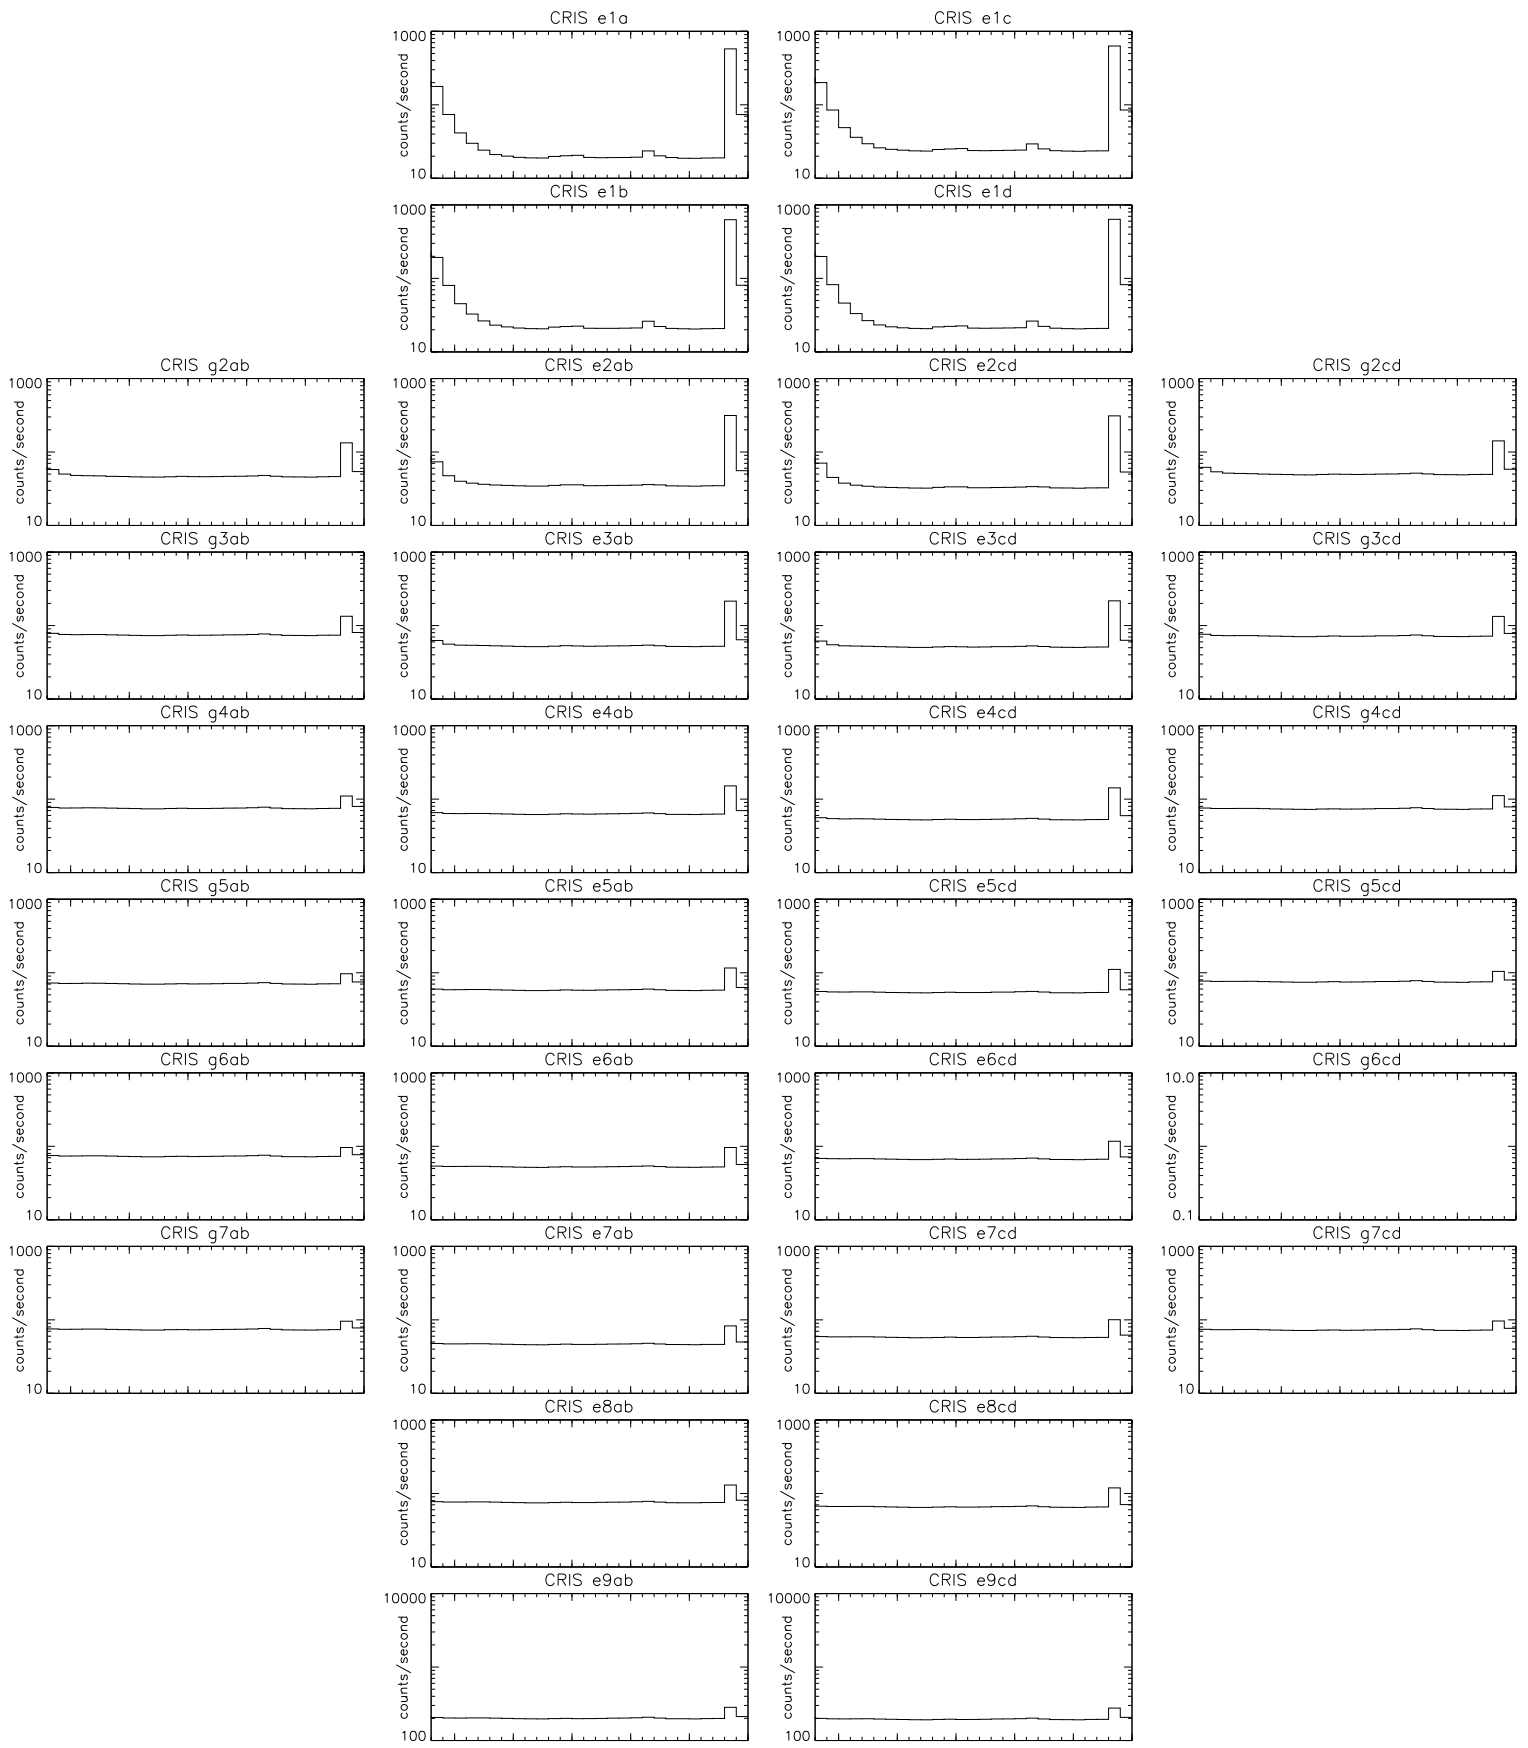 CRIS e1a
1000
counts/second
10
CRIS e1c
1000
counts/second
10
CRIS e1b
1000
counts/second
10
CRIS e1d
1000
counts/second
10
CRIS g2ab
1000
counts/second
10
CRIS e2ab
1000
counts/second
10
CRIS e2cd
1000
counts/second
10
CRIS g2cd
1000
counts/second
10
CRIS g3ab
1000
counts/second
10
CRIS e3ab
1000
counts/second
10
CRIS e3cd
1000
counts/second
10
CRIS g3cd
1000
counts/second
10
CRIS g4ab
1000
counts/second
10
CRIS e4ab
1000
counts/second
10
CRIS e4cd
1000
counts/second
10
CRIS g4cd
1000
counts/second
10
CRIS g5ab
1000
counts/second
10
CRIS e5ab
1000
counts/second
10
CRIS e5cd
1000
counts/second
10
CRIS g5cd
1000
counts/second
10
CRIS g6ab
1000
counts/second
10
CRIS e6ab
1000
counts/second
10
CRIS e6cd
1000
counts/second
10
CRIS g6cd
10.0
counts/second
0.1
CRIS g7ab
1000
counts/second
10
CRIS e7ab
1000
counts/second
10
CRIS e7cd
1000
counts/second
10
CRIS g7cd
1000
counts/second
10
CRIS e8ab
1000
counts/second
10
CRIS e8cd
1000
counts/second
10
CRIS e9ab
10000
counts/second
100
CRIS e9cd
10000
counts/second
100